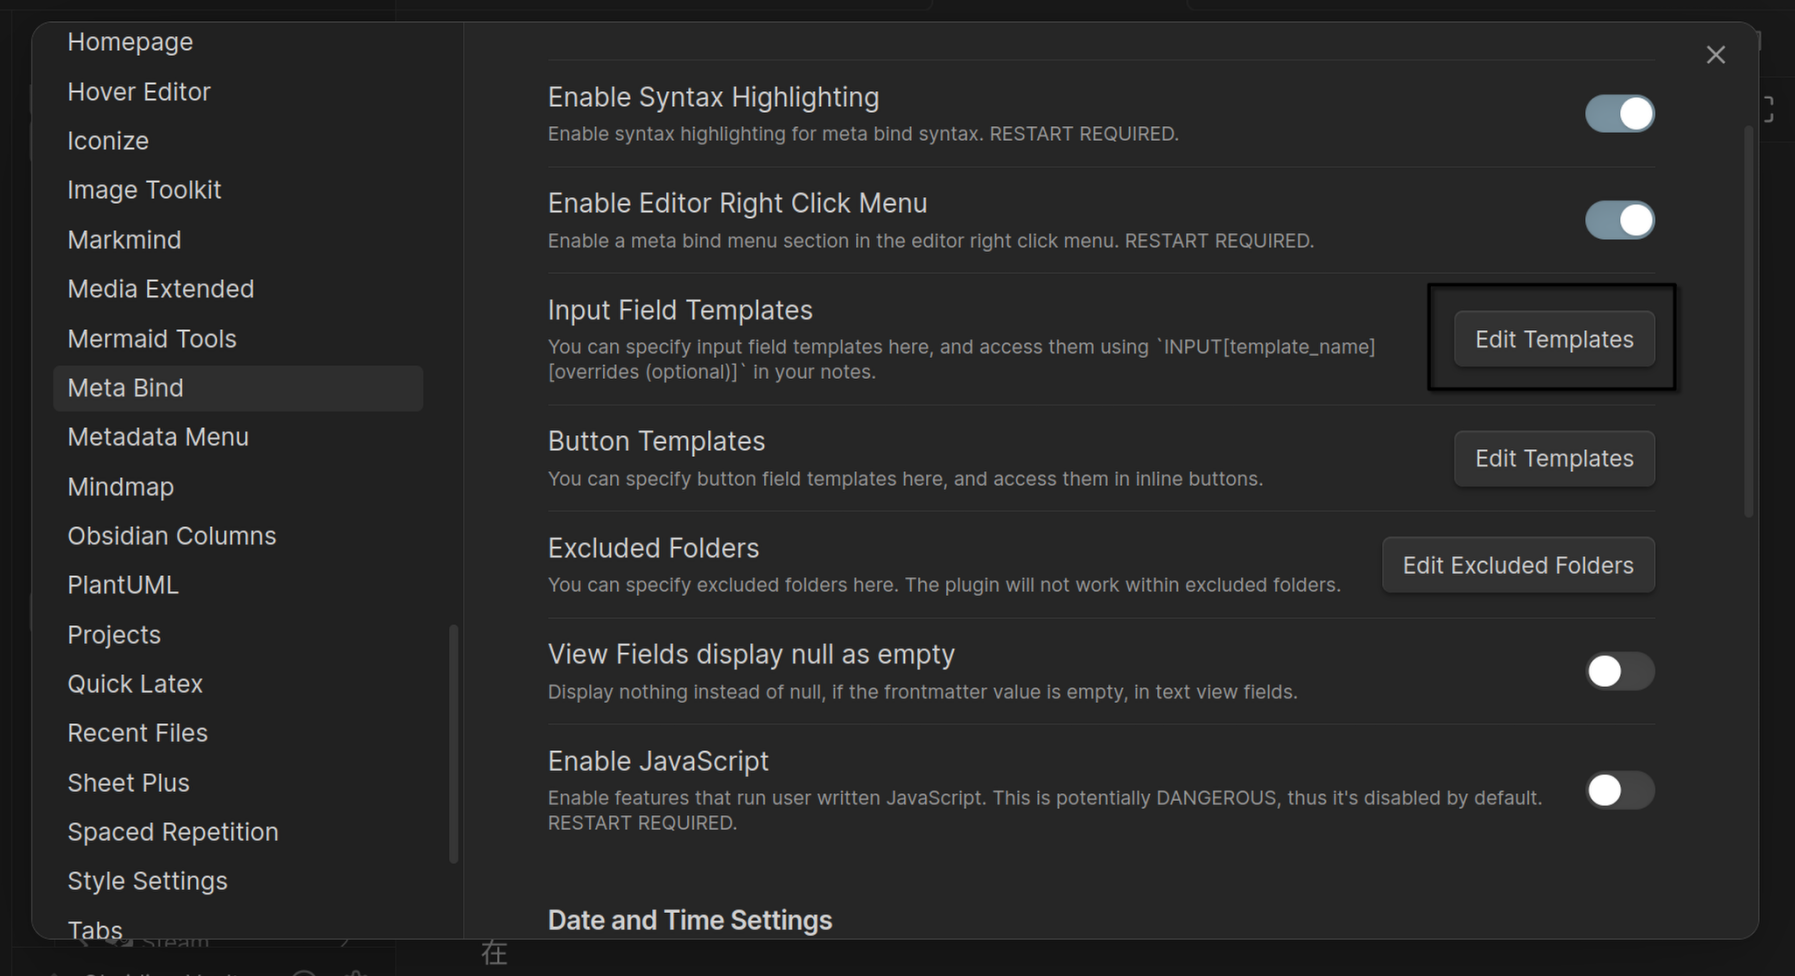 Homepage
Hover Editor
Iconize
Image Toolkit
Markmind
Media Extended
Mermaid Tools
Meta Bind
Metadata Menu
Mindmap
Obsidian Columns
PlantUML
Projects
Quick Latex
Recent Files
Sheet Plus
Spaced Repetition
Style Settings
Tabs
Enable Syntax Highlighting
Enable syntax highlighting for meta bind syntax. RESTART REQUIRED.
Enable Editor Right Click Menu
Enable a meta bind menu section in the editor right click menu. RESTART REQUIRED.
Input Field Templates
You can specify input field templates here, and access them using `INPUT[template_name]
[overrides (optional)]` in your notes.
Edit Templates
Button Templates
You can specify button field templates here, and access them in inline buttons.
Edit Templates
Excluded Folders
You can specify excluded folders here. The plugin will not work within excluded folders.
Edit Excluded Folders
View Fields display null as empty
Display nothing instead of null, if the frontmatter value is empty, in text view fields.
Enable JavaScript
Enable features that run user written JavaScript. This is potentially DANGEROUS, thus it's disabled by default.
RESTART REQUIRED.
Date and Time Settings
Steam
在